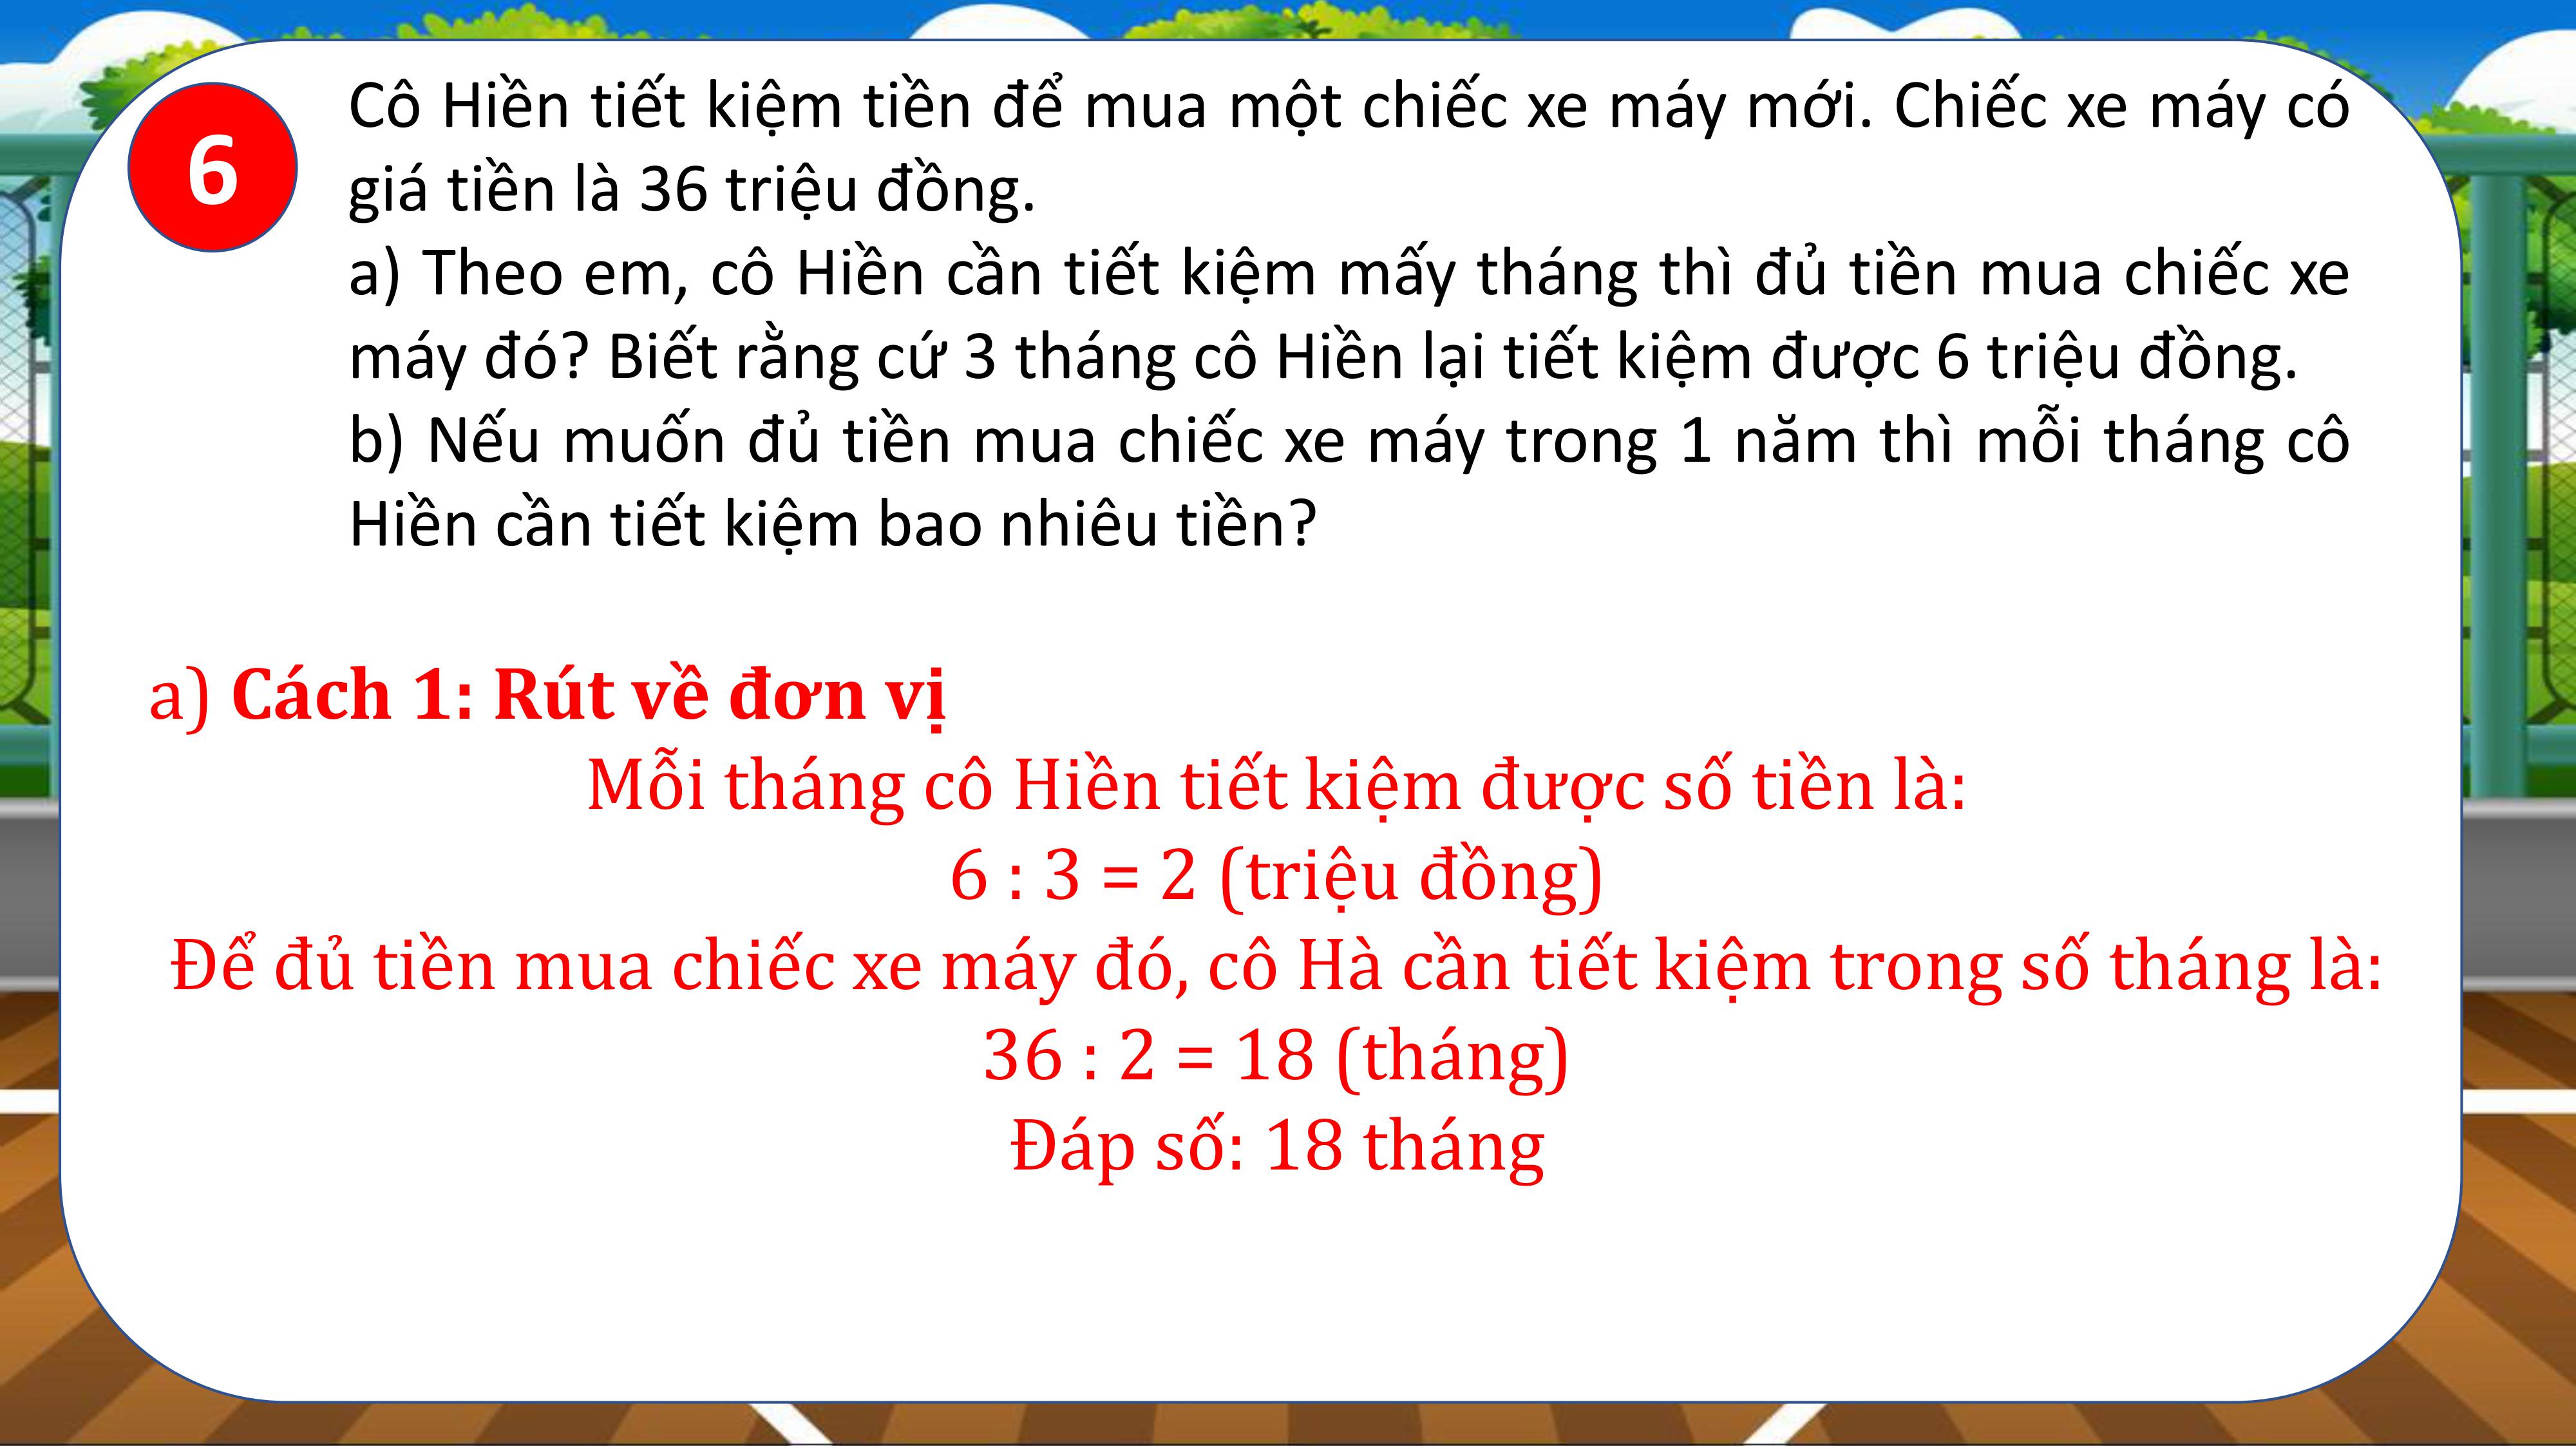 6
Cô Hiền tiết kiệm tiền để mua một chiếc xe máy mới. Chiếc xe máy có
giá tiền là 36 triệu đồng.
a) Theo em, cô Hiền cần tiết kiệm mấy tháng thì đủ tiền mua chiếc xe
máy đó? Biết rằng cứ 3 tháng cô Hiền lại tiết kiệm được 6 triệu đồng.
b) Nếu muốn đủ tiền mua chiếc xe máy trong 1 năm thì mỗi tháng cô
Hiền cần tiết kiệm bao nhiêu tiền?
a) Cách 1: Rút về đơn vị
Mỗi tháng cô Hiền tiết kiệm được số tiền là:
6 : 3 = 2 (triệu đồng)
Để đủ tiền mua chiếc xe máy đó, cô Hà cần tiết kiệm trong số tháng là:
36 : 2 = 18 (tháng)
Đáp số: 18 tháng